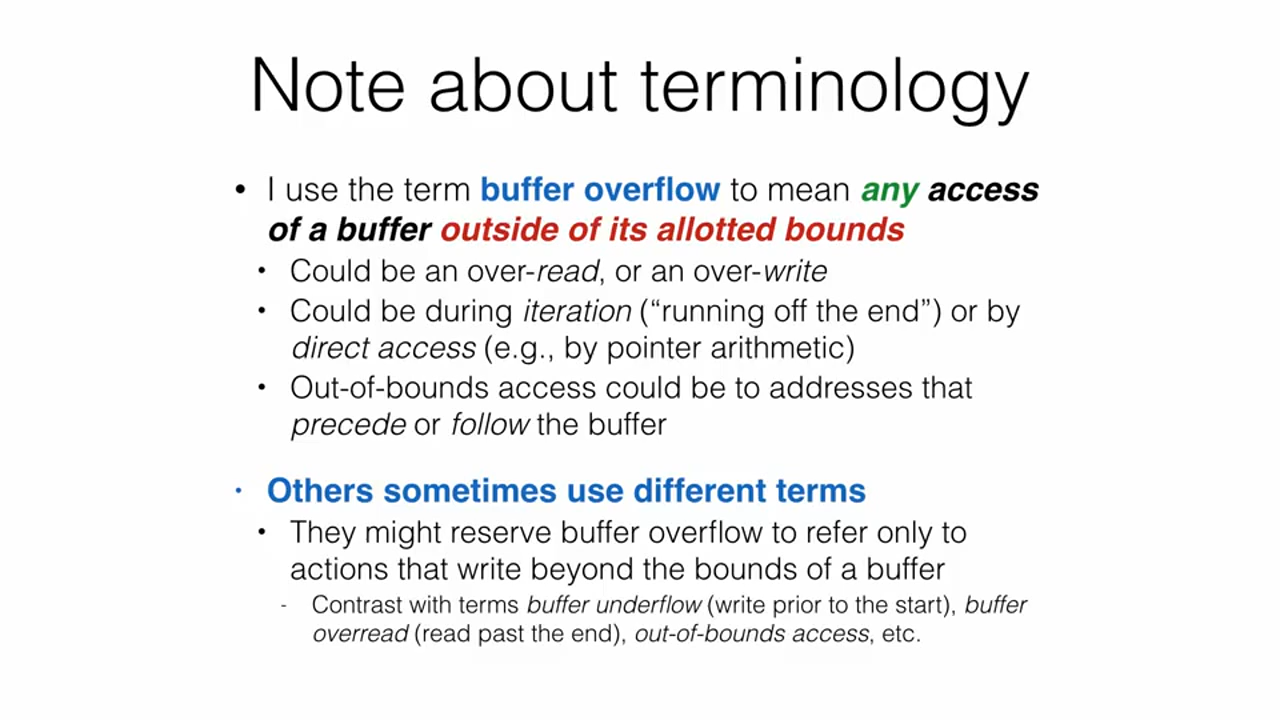 Note about terminology
• I use the term buffer overflow to mean any access
of a buffer outside of its allotted bounds
• Could be an over-read, or an over-write
• Could be during iteration (“running off the end”) or by
direct access (e.g., by pointer arithmetic)
• Out-of-bounds access could be to addresses that
precede or follow the buffer
• Others sometimes use different terms
• They might reserve buffer overflow to refer only to
actions that write beyond the bounds of a buffer
- Contrast with terms buffer underflow (write prior to the start), buffer
overread (read past the end), out-of-bounds access, etc.